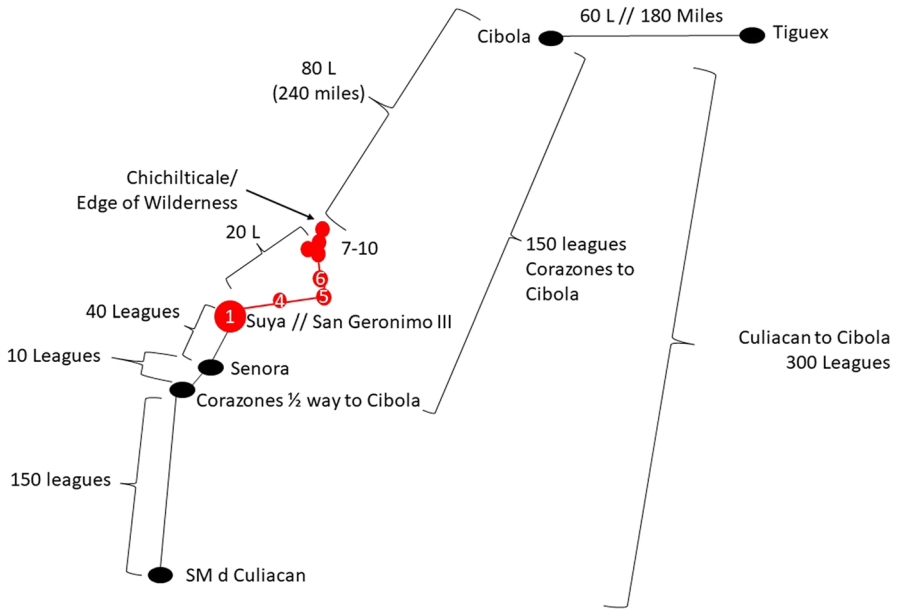 60 L // 180 Miles
Cibola
Tiguex
80 L
(240 miles)
Chichilticale/
Edge of Wilderness
20 L
7-10
150 leagues
Corazones to
Cibola
6
4
5
40 Leagues
1
Suya // San Geronimo III
Culiacan to Cibola
300 Leagues
10 Leagues
Senora
Corazones ½ way to Cibola
150 leagues
SM d Culiacan